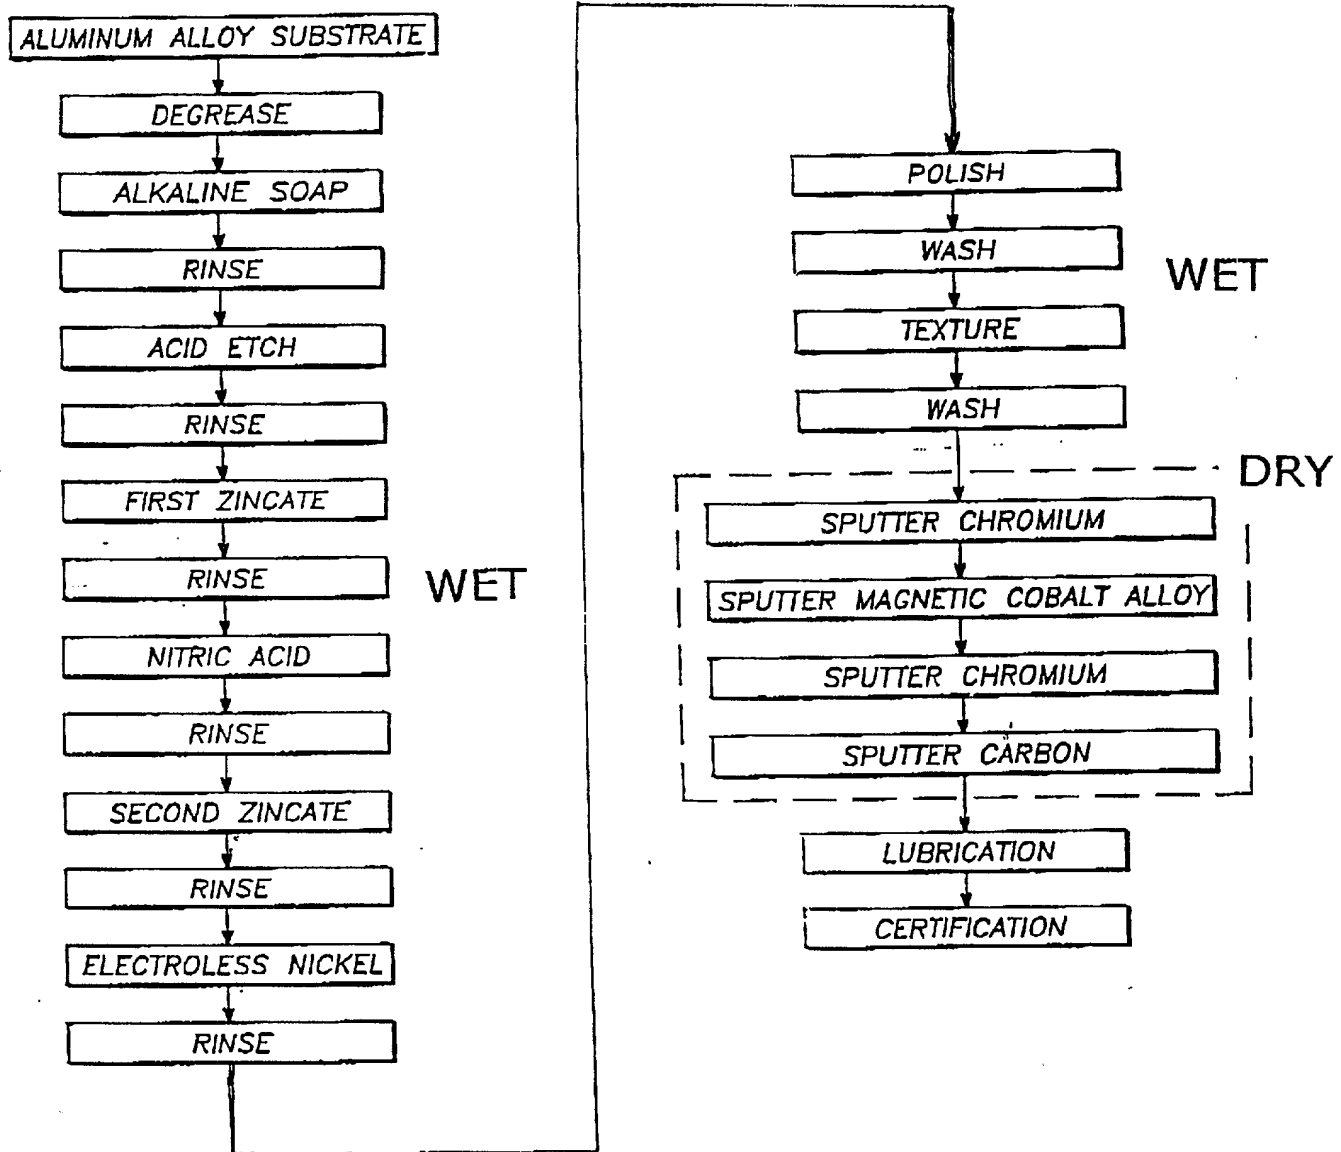 ALUMINUM ALLOY SUBSTRATE
DEGREASE
ALKALINE SOAP
RINSE
ACID ETCH
RINSE
FIRST ZINCATE
RINSE
WET
NITRIC ACID
RINSE
SECOND ZINCATE
RINSE
ELECTROLESS NICKEL
RINSE
POLISH
WASH
WET
TEXTURE
WASH
DRY
SPUTTER CHROMIUM
SPUTTER MAGNETIC COBALT ALLOY
SPUTTER CHROMIUM
SPUTTER CARBON
LUBRICATION
CERTIFICATION